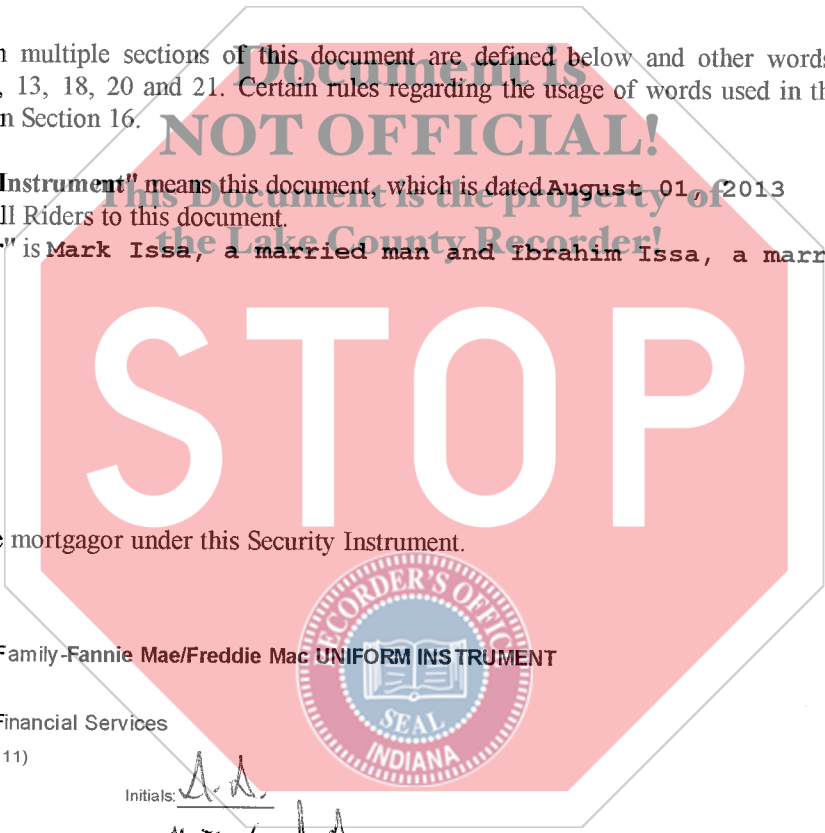 n multiple sections of this document are defined below and other words
Document is
, 13, 18, 20 and 21. Certain rules regarding the usage of words used in th
n Section 16.
NOT OFFICIAL!
Instrument" means this document, which is dated August 01, 2013
This Document is the property of
ll Riders to this document.
the Lake County Recorder!
" is Mark Issa, a married man and Ibrahim Issa, a marr
STOP
e mortgagor under this Security Instrument.
RECORDER'S OFFICE
Family-Fannie Mae/Freddie Mac UNIFORM INSTRUMENT
SEAL
INDIANA
Financial Services
11)
Initials: